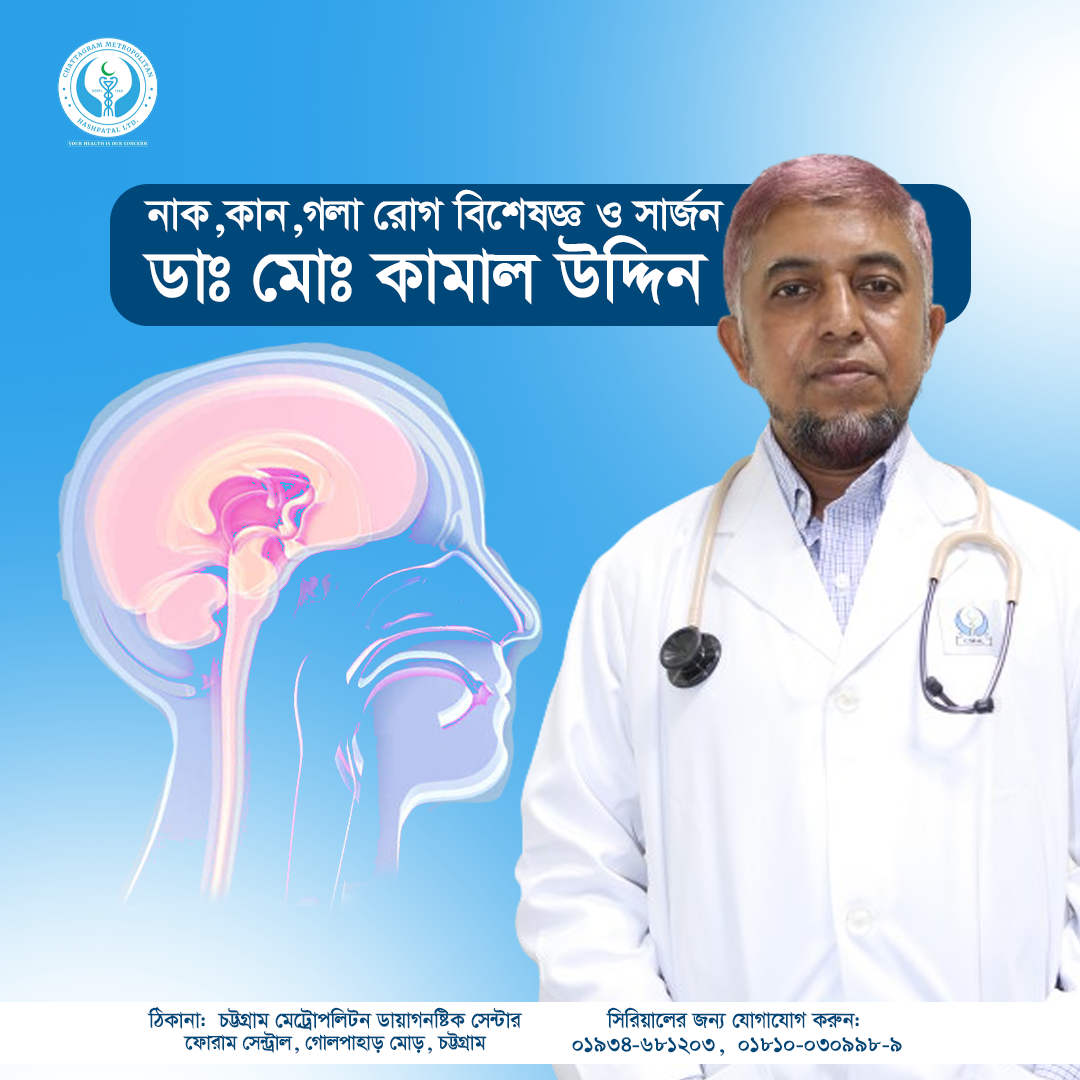 CHATTAGRAM METROPOLITAN
HASHPATAL LTD.
YOUR HEALTH IS OUR CONCERN
নাক,কান,গলা রোগ বিশেষজ্ঞ ও সার্জন
ডাঃ মোঃ কামাল উদ্দিন
ঠিকানা: চট্টগ্রাম মেট্রোপলিটন ডায়াগনষ্টিক সেন্টার
ফোরাম সেন্ট্রাল, গোলপাহাড় মোড়, চট্টগ্রাম
সিরিয়ালের জন্য যোগাযোগ করুন:
০১৯৩৪-৬৮১২০৩, ০১৮১০-০৩০৯৯৮-৯